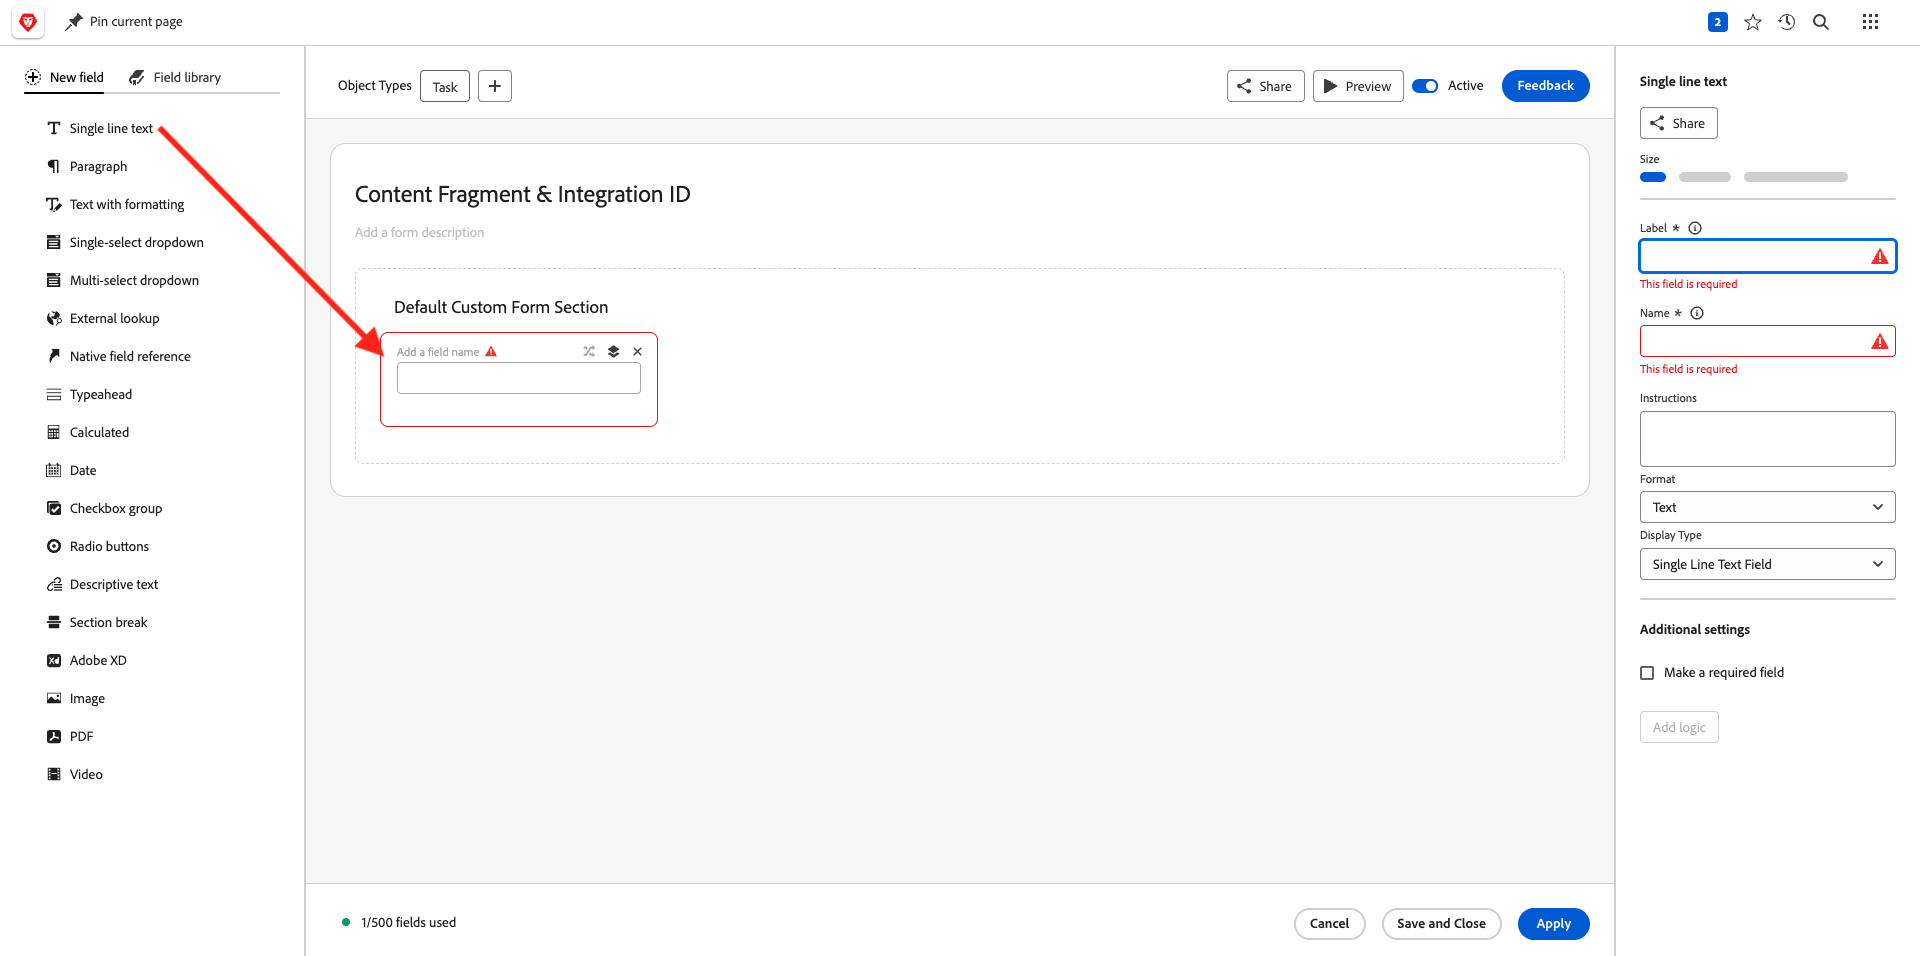 Pin current page
2
New field
Field library
Single line text
Paragraph
Text with formatting
Single-select dropdown
Multi-select dropdown
External lookup
Native field reference
Typeahead
Calculated
Date
Checkbox group
Radio buttons
Descriptive text
Section break
Xd Adobe XD
Image
PDF
Video
Object Types
Task
Share
Preview
Active
Feedback
Content Fragment & Integration ID
Add a form description
Default Custom Form Section
Add a field name
1/500 fields used
Cancel
Save and Close
Apply
Single line text
Share
Size
Label *
This field is required
Name *
This field is required
Instructions
Format
Text
Display Type
Single Line Text Field
Additional settings
Make a required field
Add logic